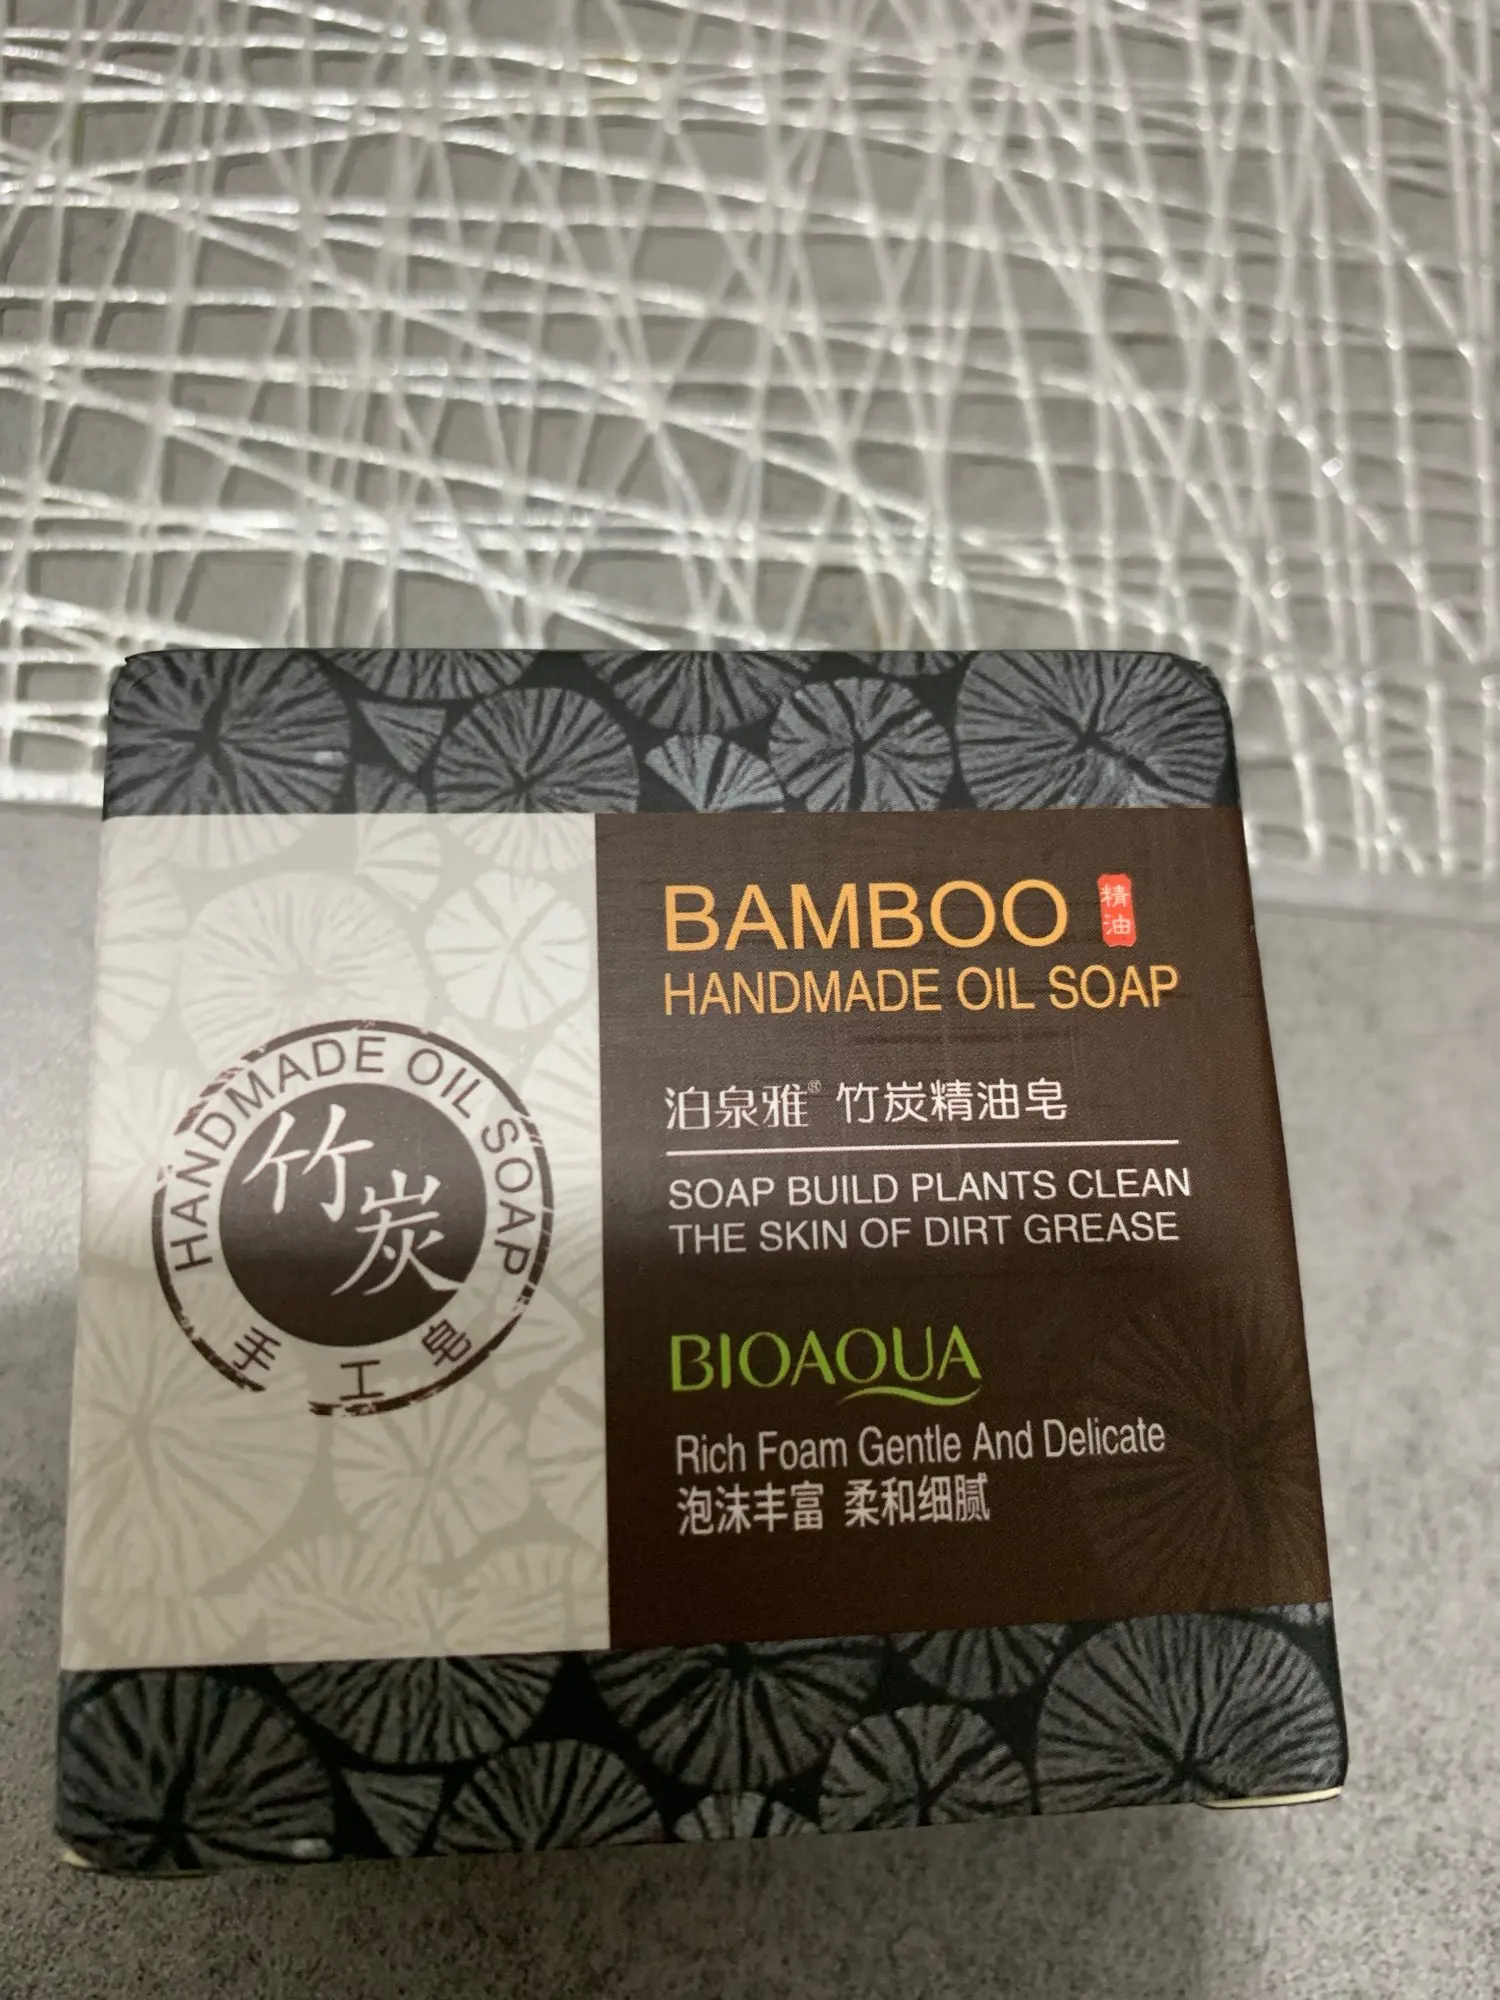 HANDMADE OIL SOAP
竹炭
手工皂
BAMBOO 精油
HANDMADE OIL SOAP
泊泉雅® 竹炭精油皂
SOAP BUILD PLANTS CLEAN
THE SKIN OF DIRT GREASE
BIOAQUA
Rich Foam Gentle And Delicate
泡沫丰富 柔和细腻